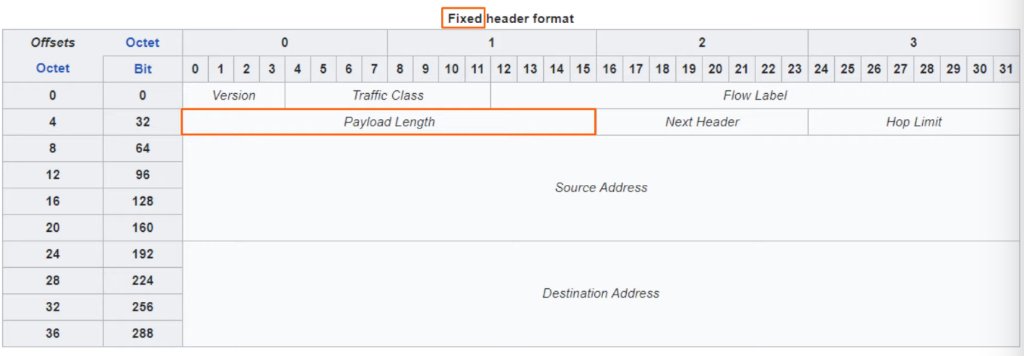 Fixed header format
Offsets Octet 0 1 2 3
Octet Bit 0 1 2 3 4 5 6 7 8 9 10 11 12 13 14 15 16 17 18 19 20 21 22 23 24 25 26 27 28 29 30 31
0 0 Version Traffic Class Flow Label
4 32 Payload Length Next Header Hop Limit
8 64
12 96
Source Address
16 128
20 160
24 192
28 224
Destination Address
32 256
36 288